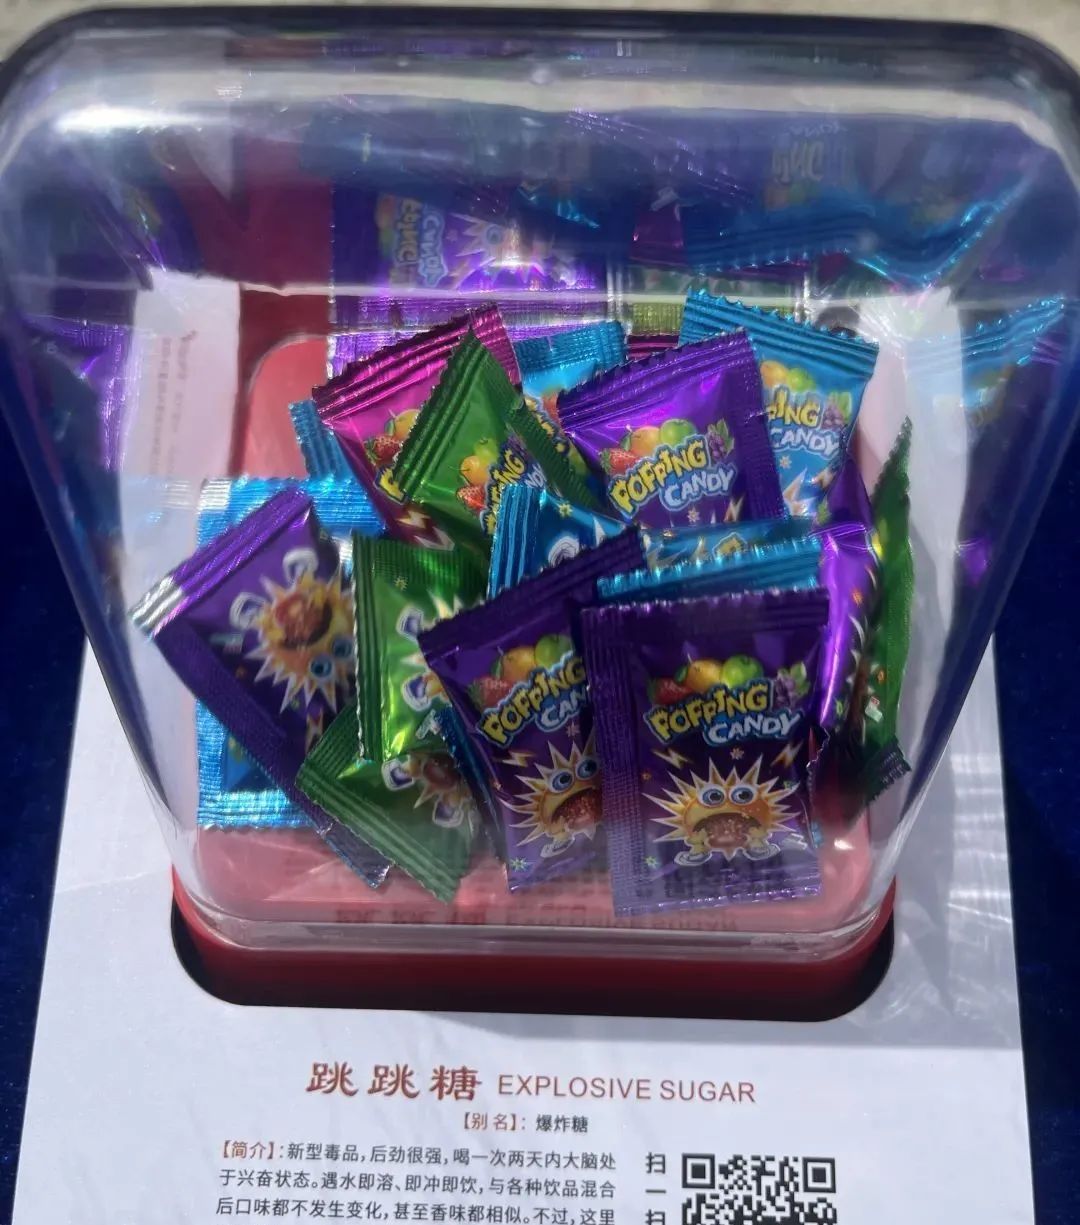 POPPING
CANDY
PING
CANDY
POPPING
CANDY
跳跳糖 EXPLOSIVE SUGAR
【别名】：爆炸糖
【简介】：新型毒品，后劲很强，喝一次两天内大脑处
于兴奋状态。遇水即溶、即冲即饮，与各种饮品混合
后口味都不发生变化，甚至香味都相似。不过，这里
扫
一
扫